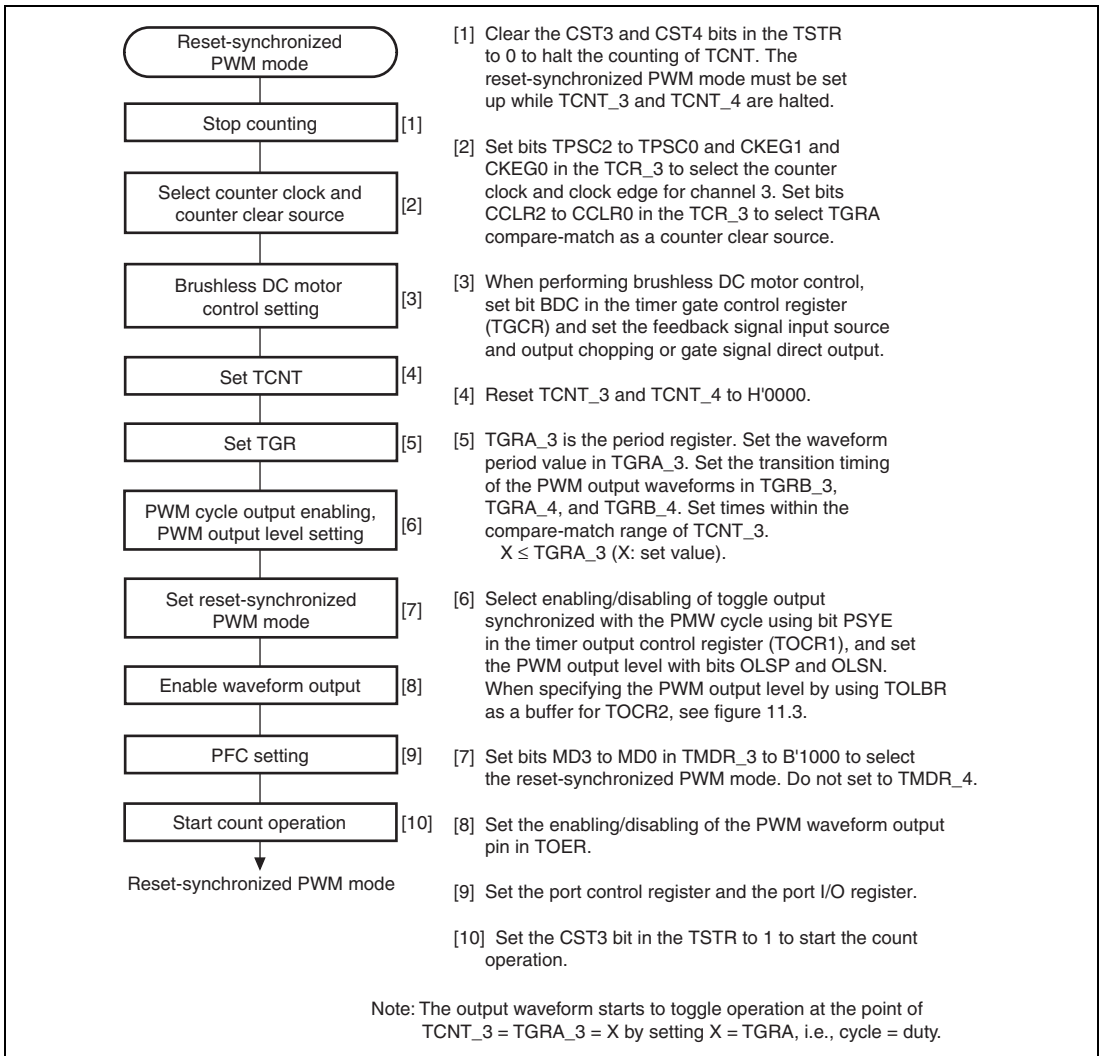 Reset-synchronized
PWM mode
Stop counting
[1]
Select counter clock and
counter clear source
[2]
Brushless DC motor
control setting
[3]
Set TCNT
[4]
Set TGR
[5]
PWM cycle output enabling,
PWM output level setting
[6]
Set reset-synchronized
PWM mode
[7]
Enable waveform output
[8]
PFC setting
[9]
Start count operation
[10]
Reset-synchronized PWM mode
[1] Clear the CST3 and CST4 bits in the TSTR
to 0 to halt the counting of TCNT. The
reset-synchronized PWM mode must be set
up while TCNT_3 and TCNT_4 are halted.
[2] Set bits TPSC2 to TPSC0 and CKEG1 and
CKEG0 in the TCR_3 to select the counter
clock and clock edge for channel 3. Set bits
CCLR2 to CCLR0 in the TCR_3 to select TGRA
compare-match as a counter clear source.
[3] When performing brushless DC motor control,
set bit BDC in the timer gate control register
(TGCR) and set the feedback signal input source
and output chopping or gate signal direct output.
[4] Reset TCNT_3 and TCNT_4 to H'0000.
[5] TGRA_3 is the period register. Set the waveform
period value in TGRA_3. Set the transition timing
of the PWM output waveforms in TGRB_3,
TGRA_4, and TGRB_4. Set times within the
compare-match range of TCNT_3.
X ≤ TGRA_3 (X: set value).
[6] Select enabling/disabling of toggle output
synchronized with the PMW cycle using bit PSYE
in the timer output control register (TOCR1), and set
the PWM output level with bits OLSP and OLSN.
When specifying the PWM output level by using TOLBR
as a buffer for TOCR2, see figure 11.3.
[7] Set bits MD3 to MD0 in TMDR_3 to B'1000 to select
the reset-synchronized PWM mode. Do not set to TMDR_4.
[8] Set the enabling/disabling of the PWM waveform output
pin in TOER.
[9] Set the port control register and the port I/O register.
[10] Set the CST3 bit in the TSTR to 1 to start the count
operation.
Note: The output waveform starts to toggle operation at the point of
TCNT_3 = TGRA_3 = X by setting X = TGRA, i.e., cycle = duty.